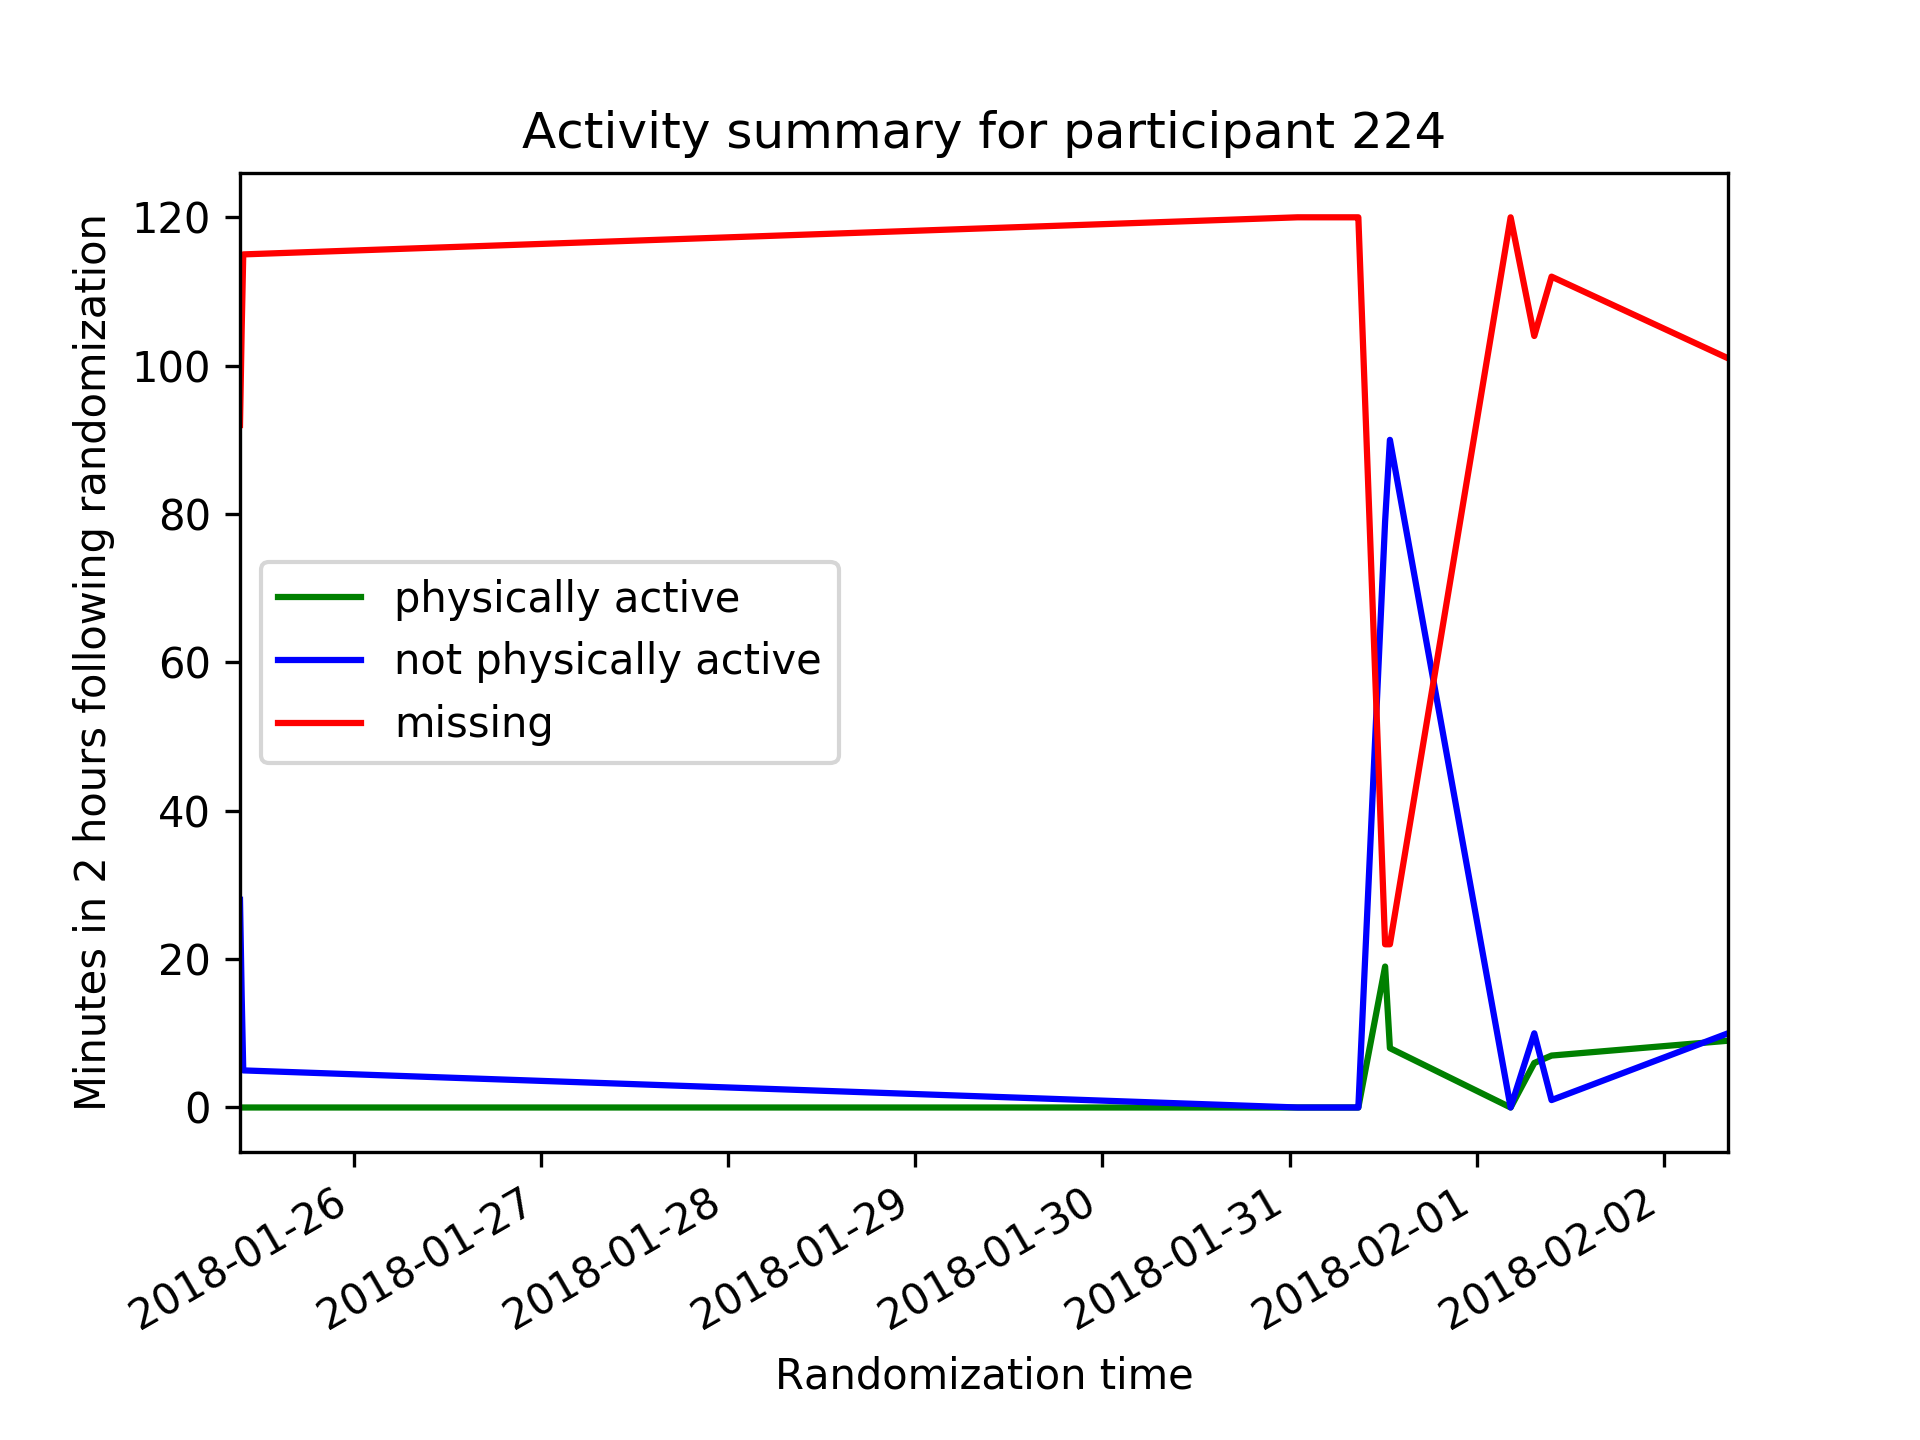 Activity summary for participant 224
Minutes in 2 hours following randomization
120
100
80
60
40
20
0
physically active
not physically active
missing
2018-01-26
2018-01-27
2018-01-28
2018-01-29
2018-01-30
2018-01-31
2018-02-01
2018-02-02
Randomization time